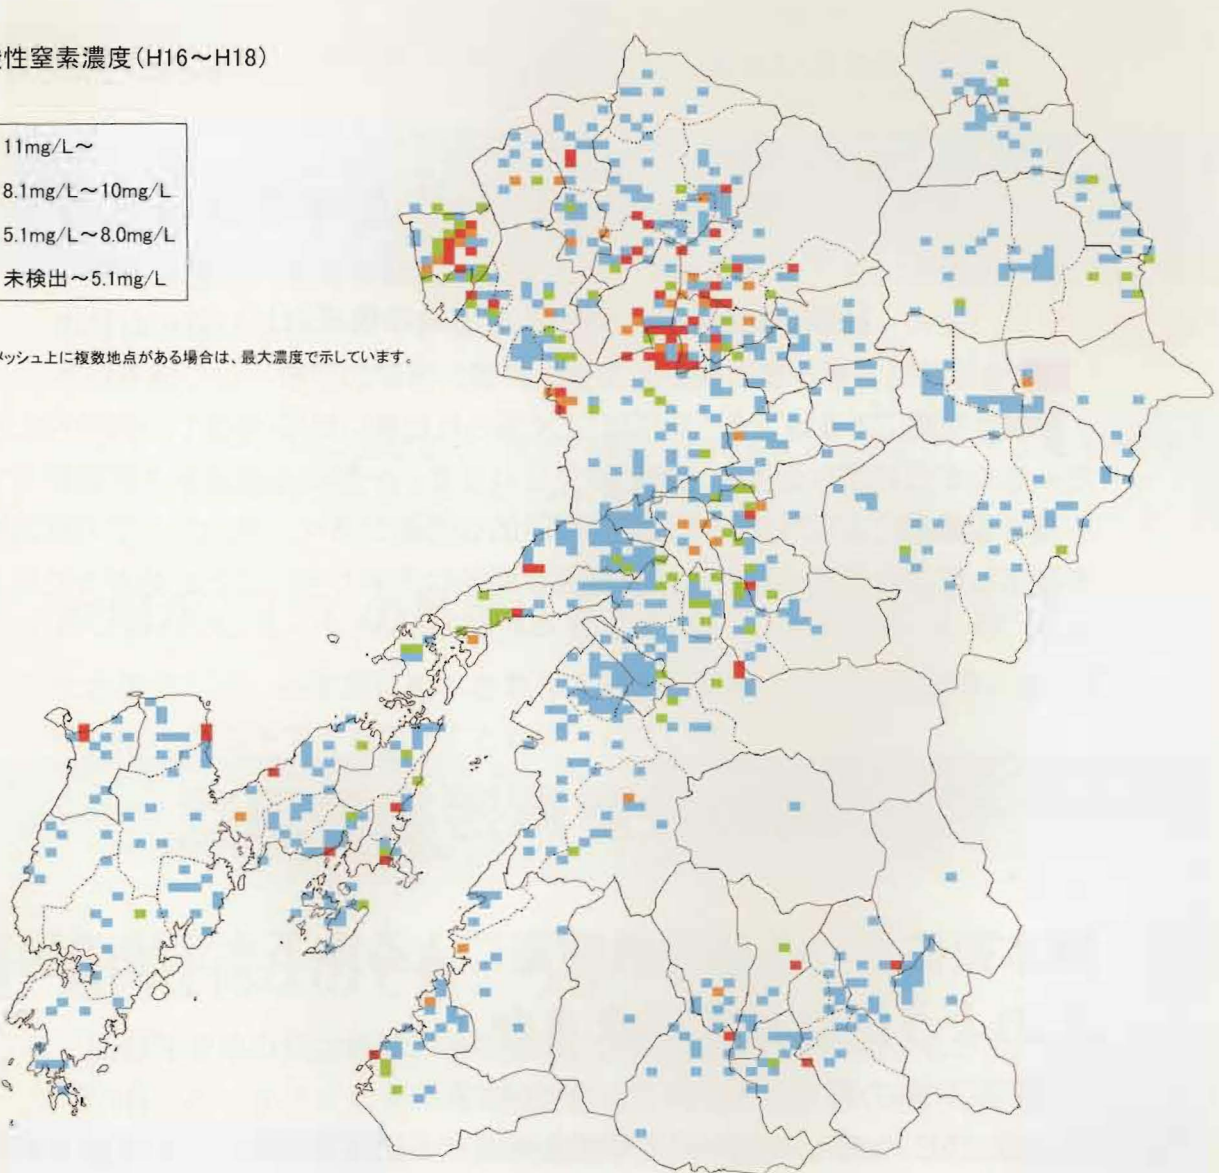 性窒素濃度(H16～H18)
11mg/L～
8.1mg/L～10mg/L
5.1mg/L～8.0mg/L
未検出～5.1mg/L
メッシュ上に複数地点がある場合は、最大濃度で示しています。